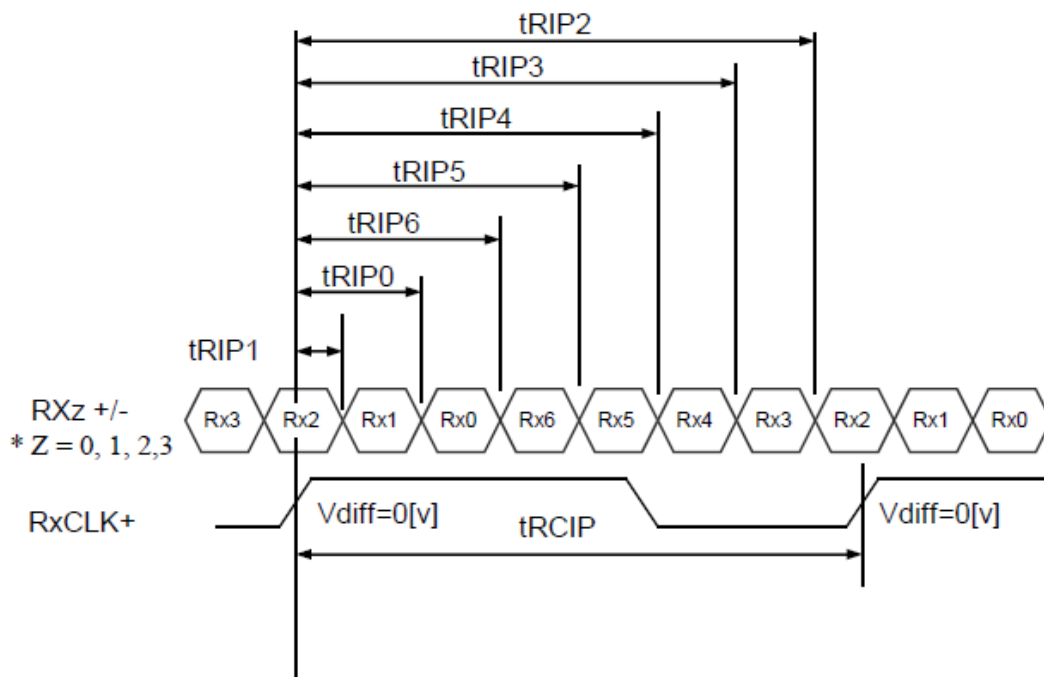 tRIP2
tRIP3
tRIP4
tRIP5
tRIP6
tRIP0
tRIP1
RXz +/-
* Z = 0, 1, 2,3
Rx3 Rx2 Rx1 Rx0 Rx6 Rx5 Rx4 Rx3 Rx2 Rx1 Rx0
RxCLK+
Vdiff=0[v]
Vdiff=0[v]
tRCIP